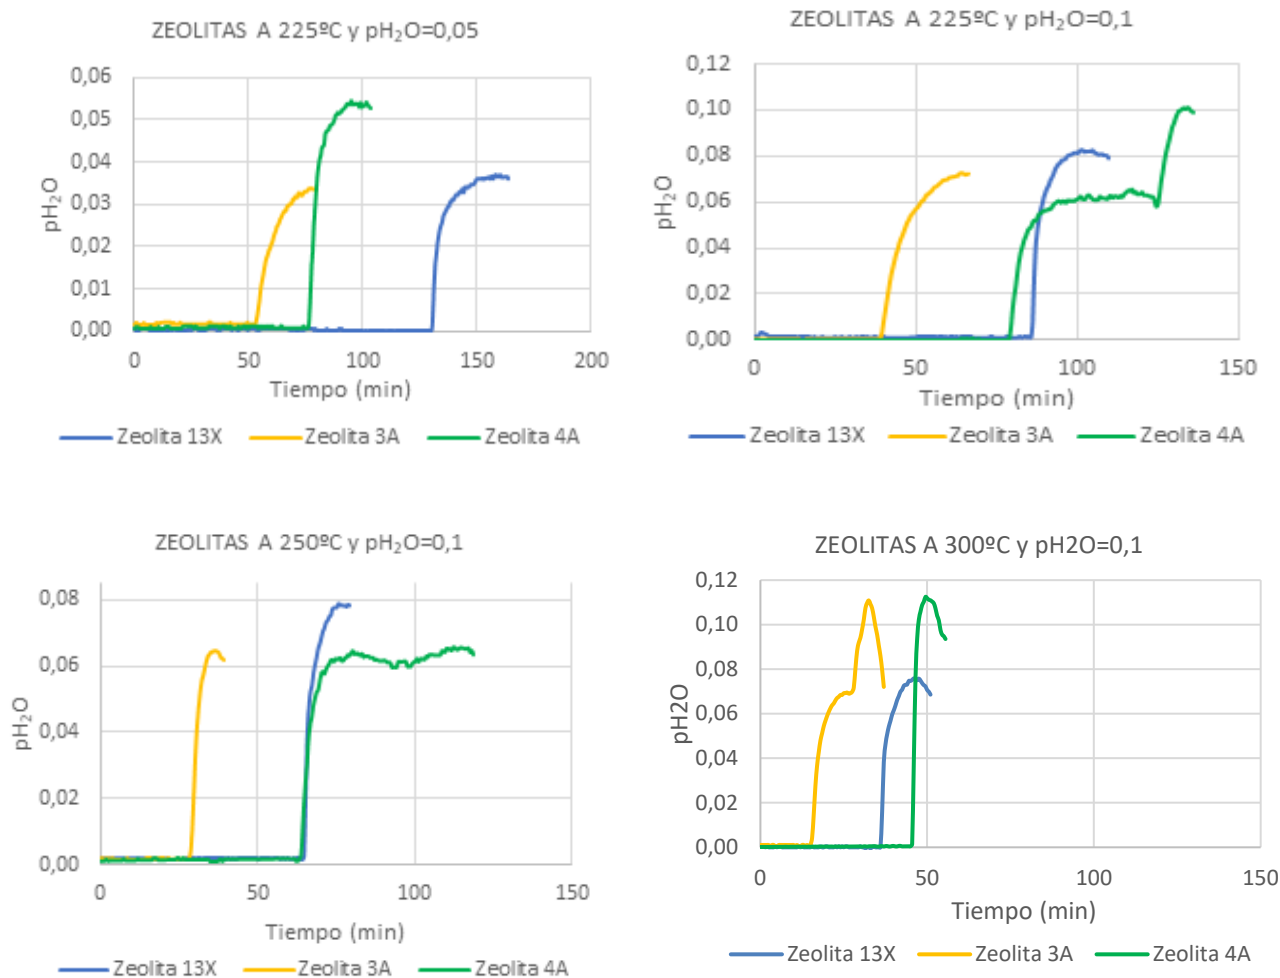 ZEOLITAS A 225ºC y pH₂O=0,05
0,06
0,05
0,04
0,03
0,02
0,01
0,00
pH₂O
0 50 100 150 200
Tiempo (min)
Zeolita 13X Zeolita 3A Zeolita 4A
ZEOLITAS A 225ºC y pH₂O=0,1
0,12
0,10
0,08
0,06
0,04
0,02
0,00
pH₂O
0 50 100 150
Tiempo (min)
Zeolita 13X Zeolita 3A Zeolita 4A
ZEOLITAS A 250ºC y pH₂O=0,1
0,08
0,06
0,04
0,02
0,00
pH₂O
0 50 100 150
Tiempo (min)
Zeolita 13X Zeolita 3A Zeolita 4A
ZEOLITAS A 300ºC y pH2O=0,1
0,12
0,10
0,08
0,06
0,04
0,02
0,00
pH2O
0 50 100 150
Tiempo (min)
Zeolita 13X Zeolita 3A Zeolita 4A